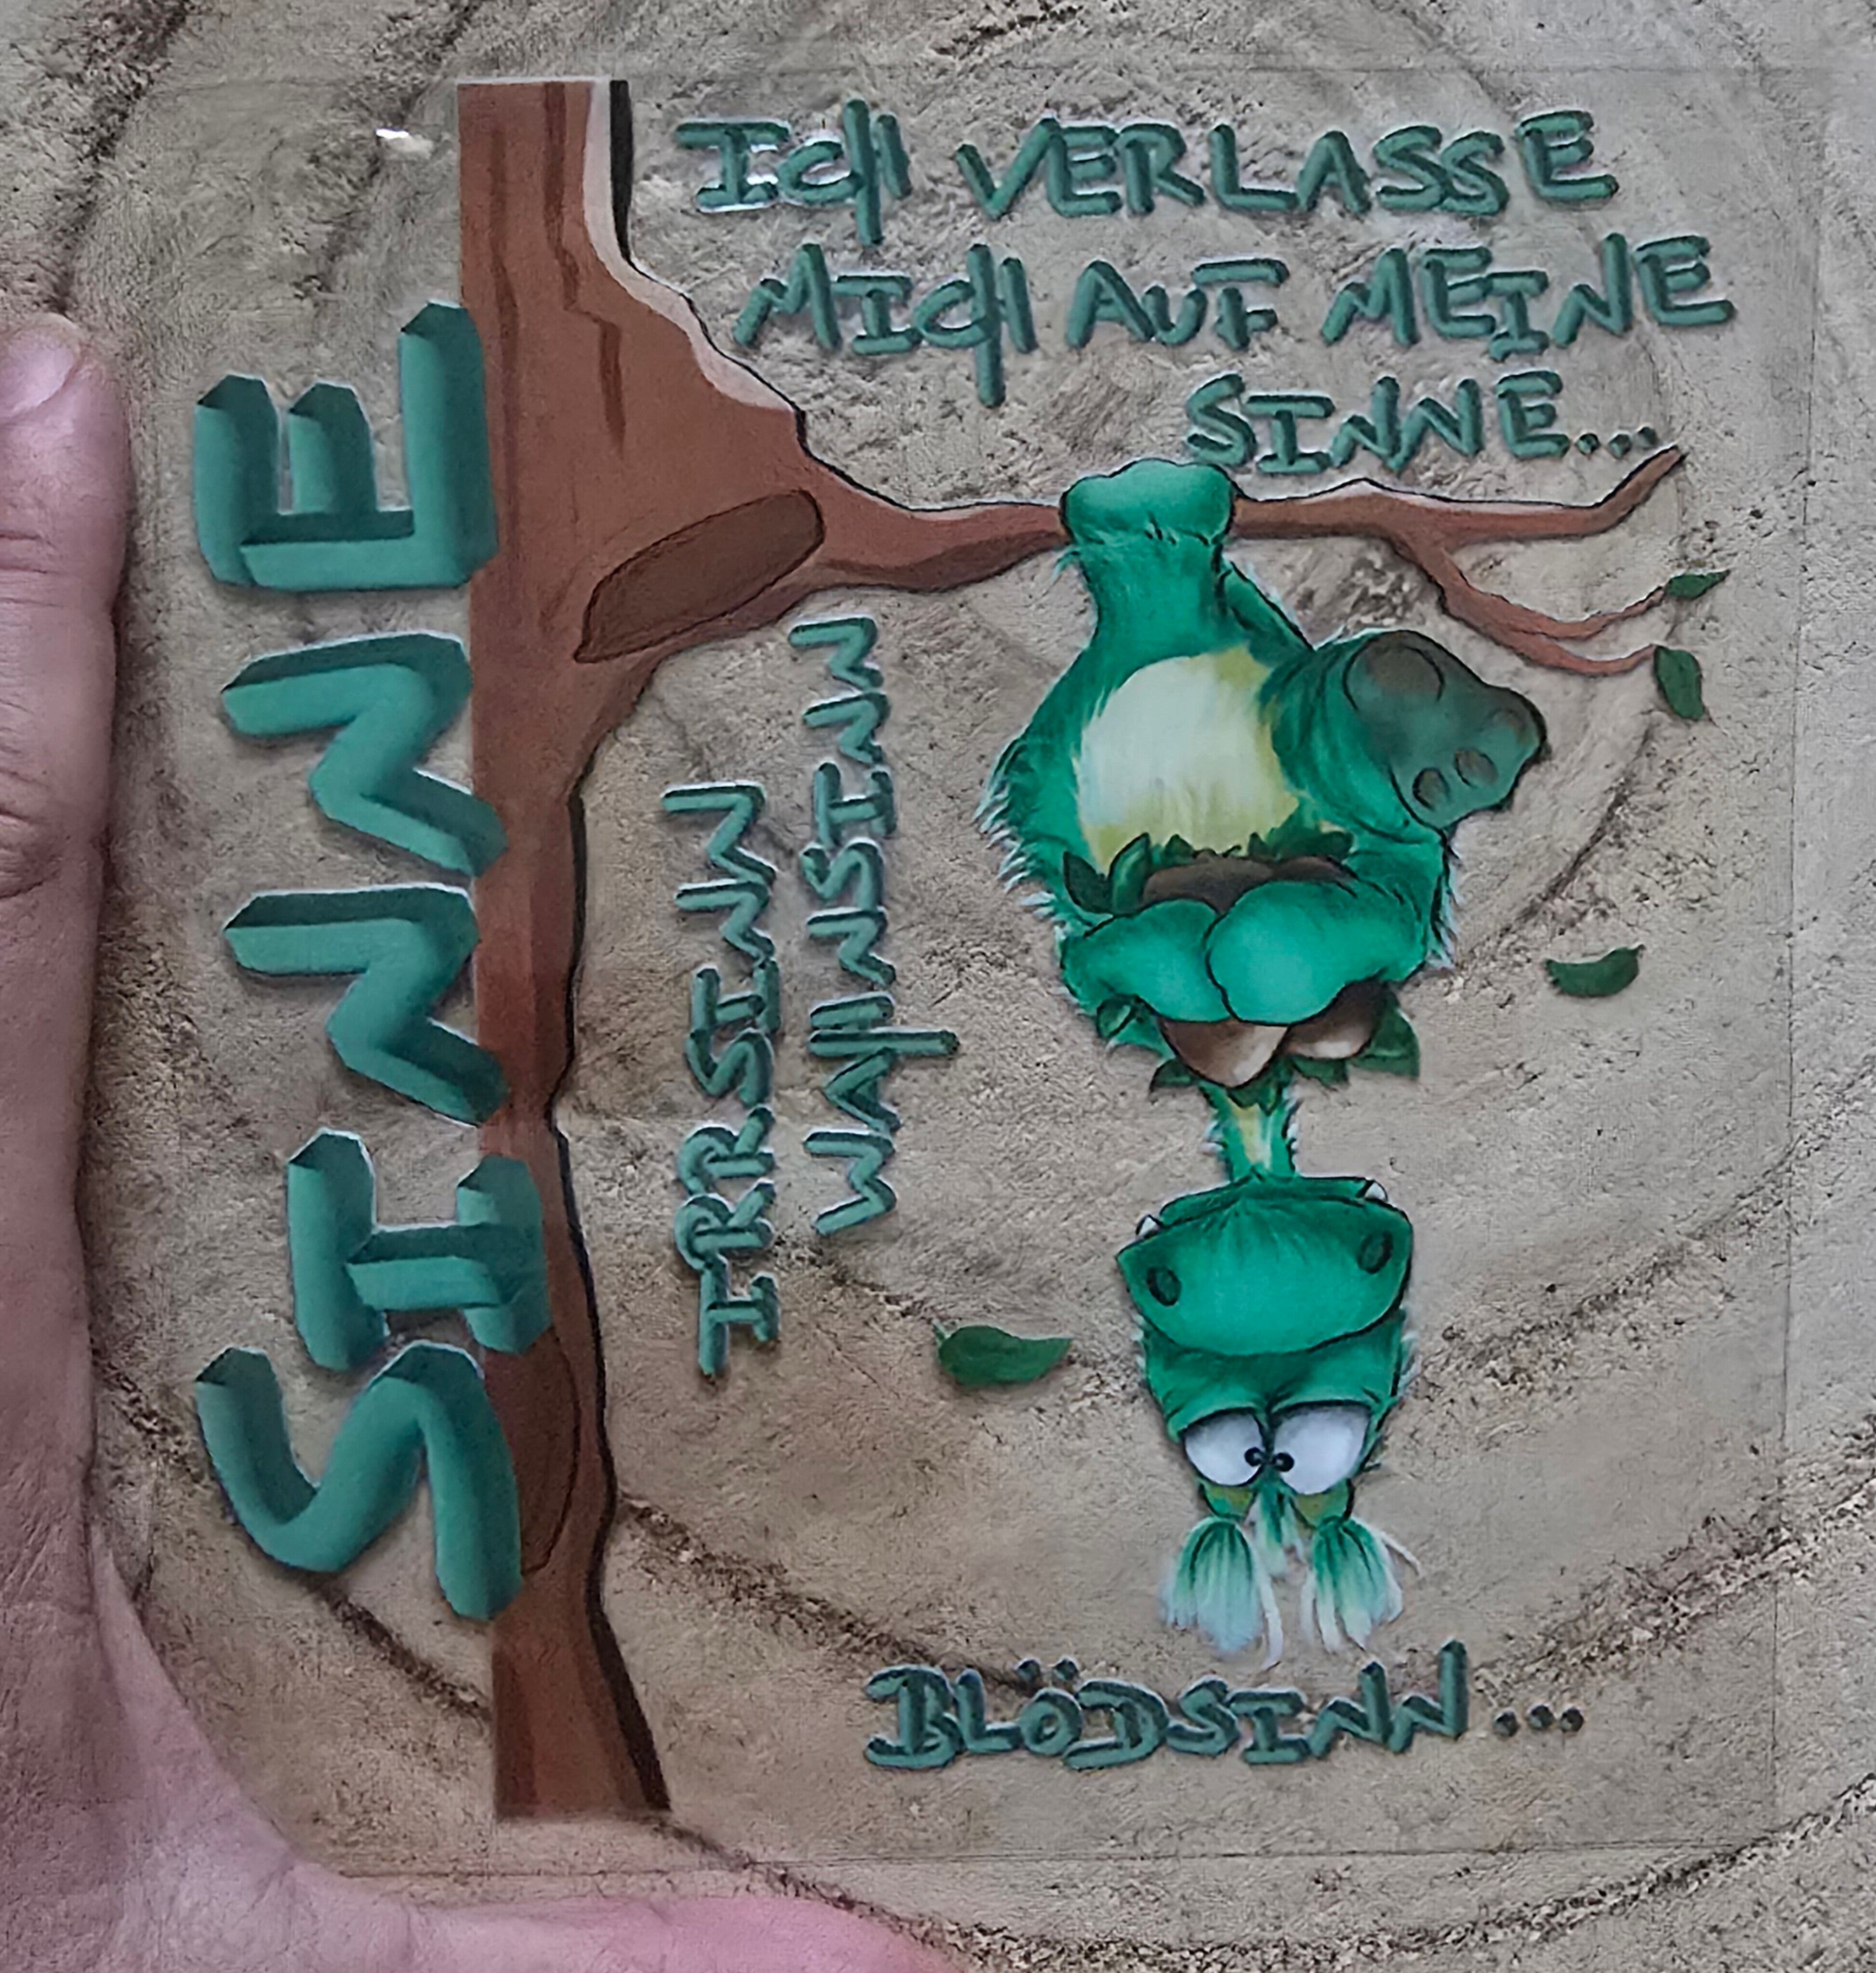 SINNE
ICH VERLASSE
MICH AUF MEINE
SINNE...
IRRSINN
WAHNSINN
BLÖDSINN...